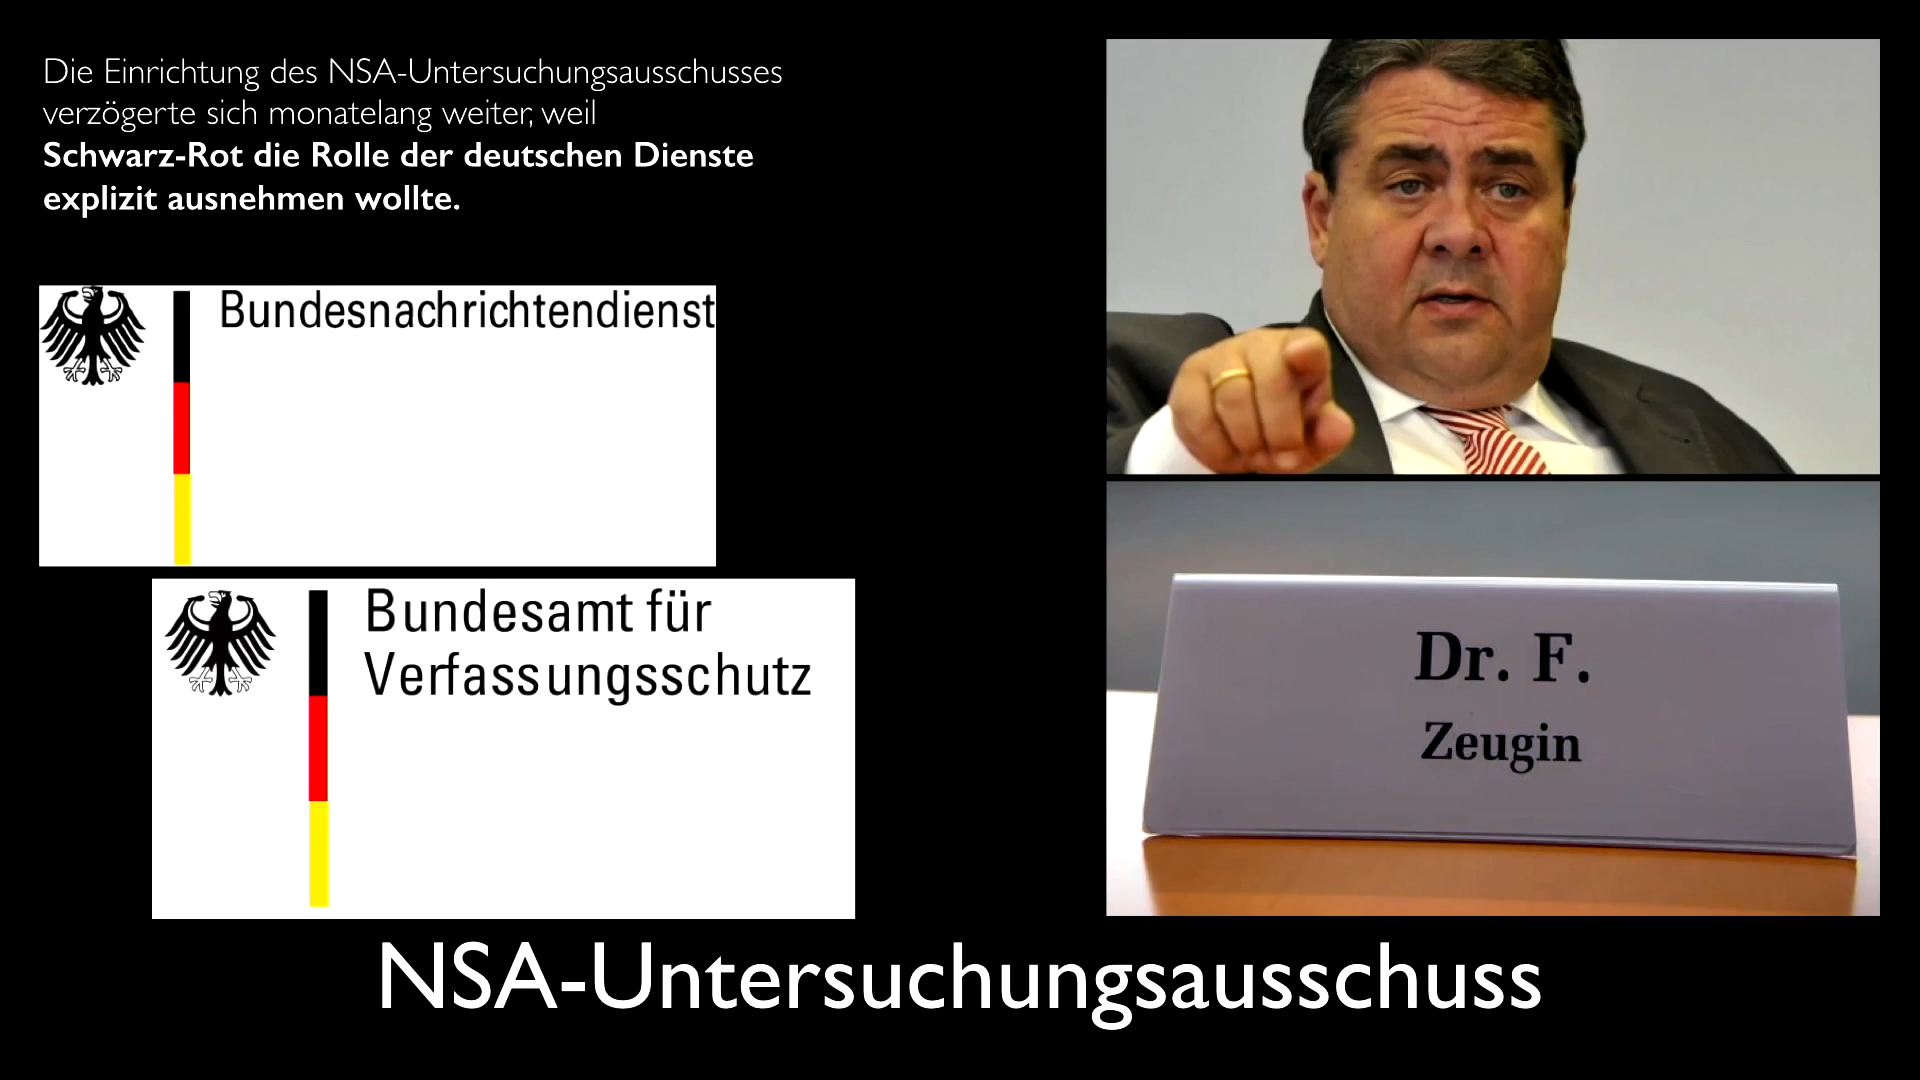 Die Einrichtung des NSA-Untersuchungsausschusses
verzögerte sich monatelang weiter, weil
Schwarz-Rot die Rolle der deutschen Dienste
explizit ausnehmen wollte.
Bundesnachrichtendienst
Bundesamt für
Verfassungsschutz
Dr. F.
Zeugin
NSA-Untersuchungsausschuss